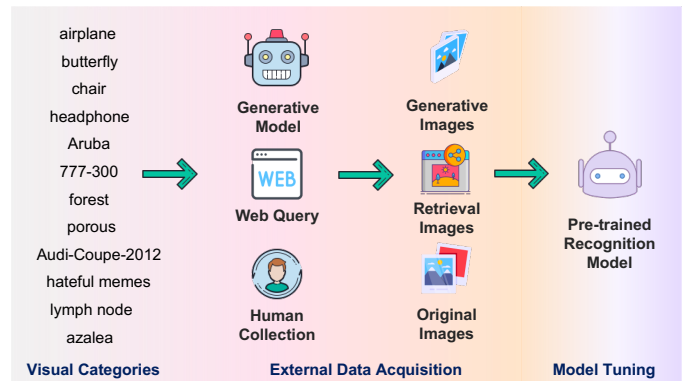 airplane
butterfly
chair
headphone
Aruba
777-300
forest
porous
Audi-Coupe-2012
hateful memes
lymph node
azalea
Visual Categories
Generative
Model
WEB
Web Query
Human
Collection
Generative
Images
Retrieval
Images
Original
Images
External Data Acquisition
Pre-trained
Recognition
Model
Model Tuning